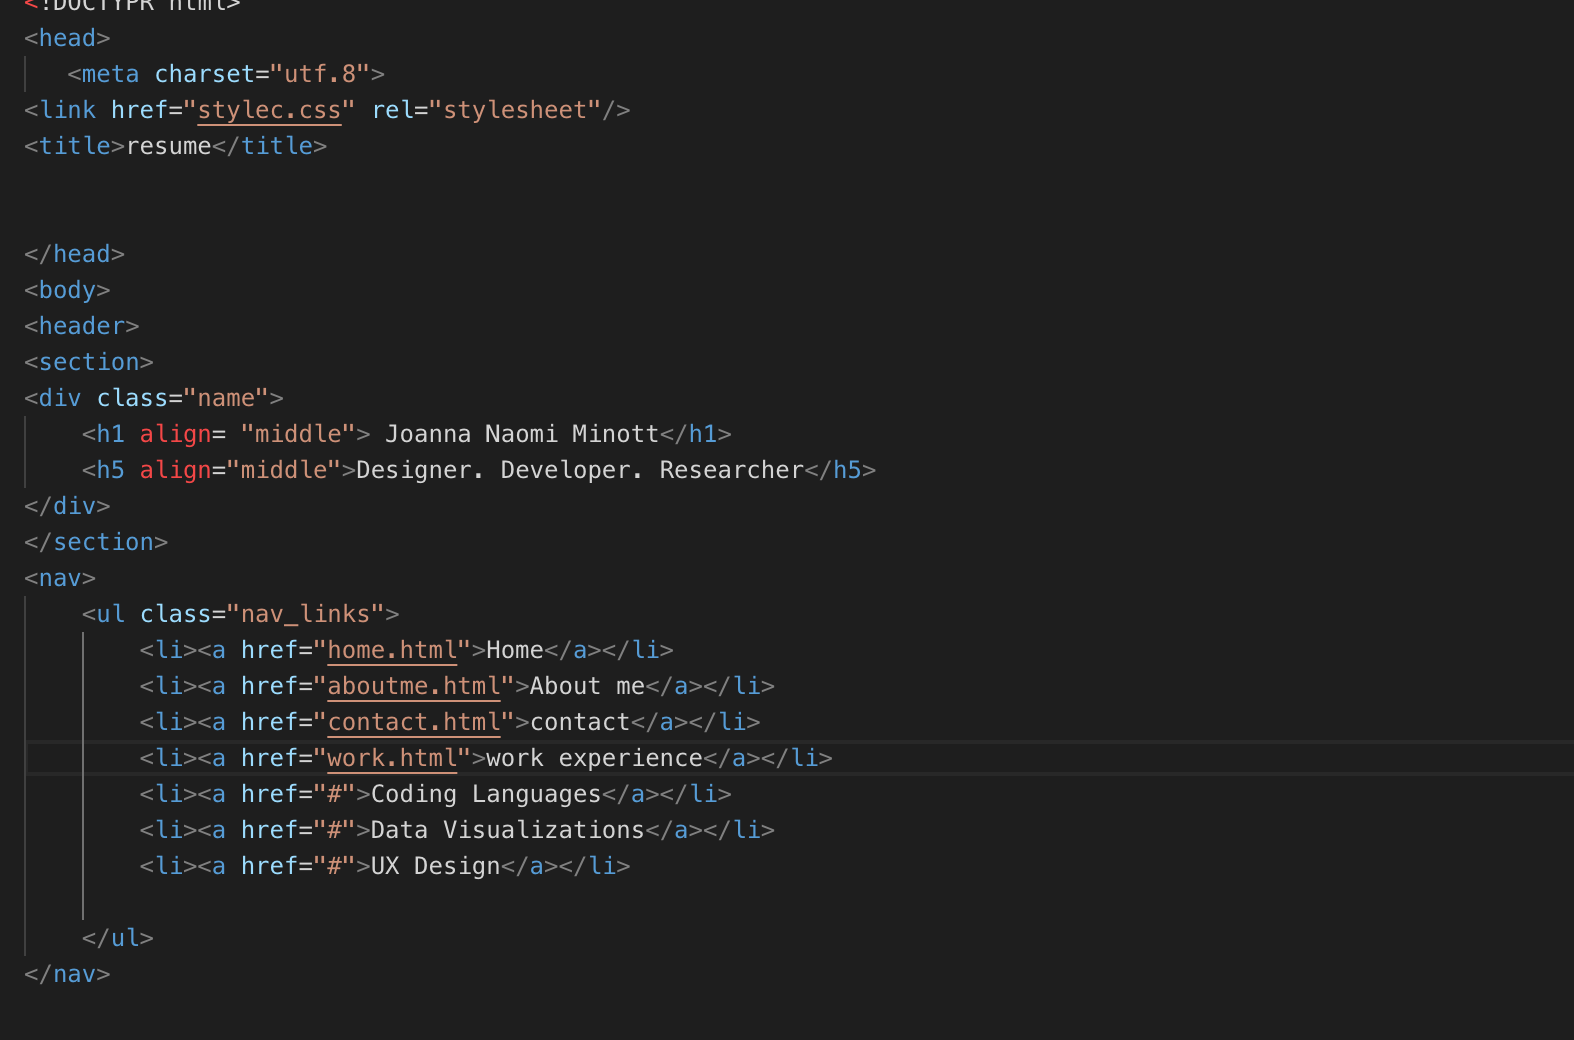 <!DOCTYPR html>
<head>
<meta charset="utf.8">
<link href="stylec.css" rel="stylesheet"/>
<title>resume</title>
</head>
<body>
<header>
<section>
<div class="name">
<h1 align= "middle"> Joanna Naomi Minott</h1>
<h5 align="middle">Designer. Developer. Researcher</h5>
</div>
</section>
<nav>
<ul class="nav_links">
<li><a href="home.html">Home</a></li>
<li><a href="aboutme.html">About me</a></li>
<li><a href="contact.html">contact</a></li>
<li><a href="work.html">work experience</a></li>
<li><a href="#">Coding Languages</a></li>
<li><a href="#">Data Visualizations</a></li>
<li><a href="#">UX Design</a></li>
</ul>
</nav>